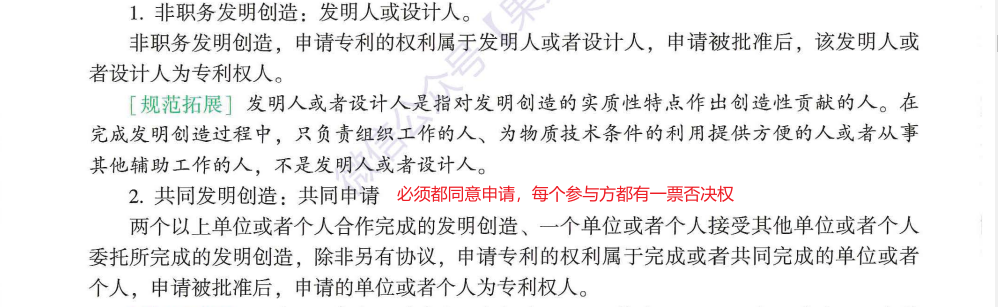 1. 非职务发明创造：发明人或设计人。
非职务发明创造，申请专利的权利属于发明人或者设计人，申请被批准后，该发明人或
者设计人为专利权人。
［规范拓展］ 发明人或者设计人是指对发明创造的实质性特点作出创造性贡献的人。在
完成发明创造过程中，只负责组织工作的人、为物质技术条件的利用提供方便的人或者从事
其他辅助工作的人，不是发明人或者设计人。
2. 共同发明创造：共同申请 必须都同意申请，每个参与方都有一票否决权
两个以上单位或者个人合作完成的发明创造、一个单位或者个人接受其他单位或者个人
委托所完成的发明创造，除非另有协议，申请专利的权利属于完成或者共同完成的单位或者
个人，申请被批准后，申请的单位或者个人为专利权人。
微信公众号【果